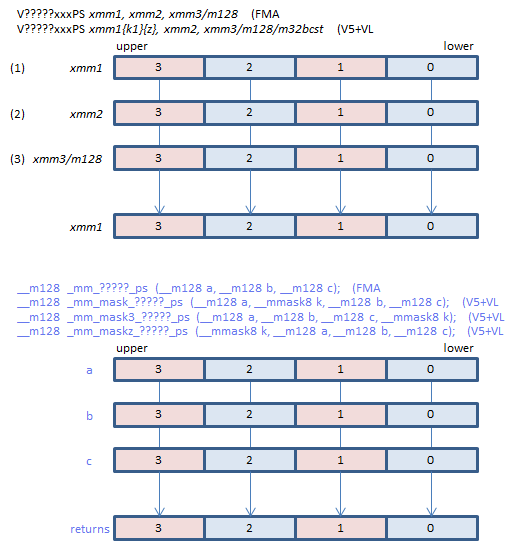 V?????xxxPS xmm1, xmm2, xmm3/m128 (FMA
V?????xxxPS xmm1{k1}{z}, xmm2, xmm3/m128/m32bcst (V5+VL
upper lower
(1) xmm1 3 2 1 0
(2) xmm2 3 2 1 0
(3) xmm3/m128 3 2 1 0
xmm1 3 2 1 0
__m128 _mm_?????_ps (__m128 a, __m128 b, __m128 c); (FMA
__m128 _mm_mask_?????_ps (__m128 a, __mmask8 k, __m128 b, __m128 c); (V5+VL
__m128 _mm_mask3_?????_ps (__m128 a, __m128 b, __m128 c, __mmask8 k); (V5+VL
__m128 _mm_maskz_?????_ps (__mmask8 k, __m128 a, __m128 b, __m128 c); (V5+VL
upper lower
a 3 2 1 0
b 3 2 1 0
c 3 2 1 0
returns 3 2 1 0